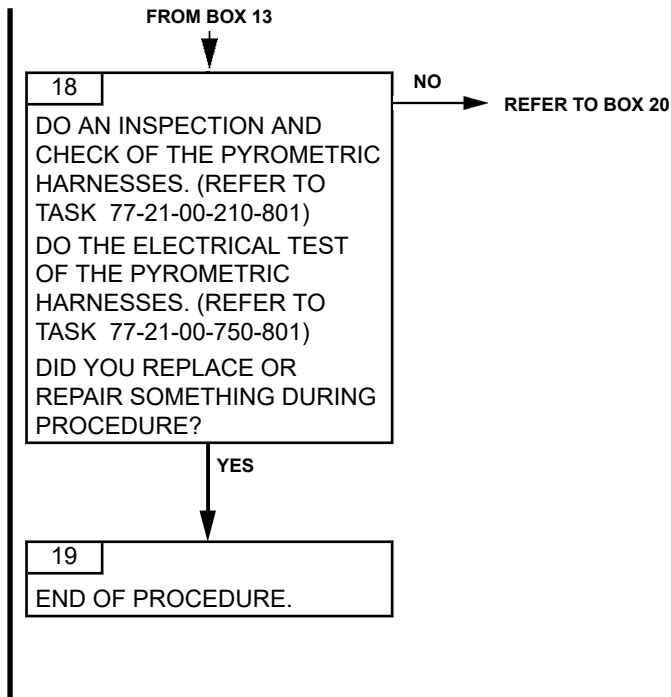 FROM BOX 13
18
NO
REFER TO BOX 20
DO AN INSPECTION AND
CHECK OF THE PYROMETRIC
HARNESSES. (REFER TO
TASK 77-21-00-210-801)
DO THE ELECTRICAL TEST
OF THE PYROMETRIC
HARNESSES. (REFER TO
TASK 77-21-00-750-801)
DID YOU REPLACE OR
REPAIR SOMETHING DURING
PROCEDURE?
YES
19
END OF PROCEDURE.